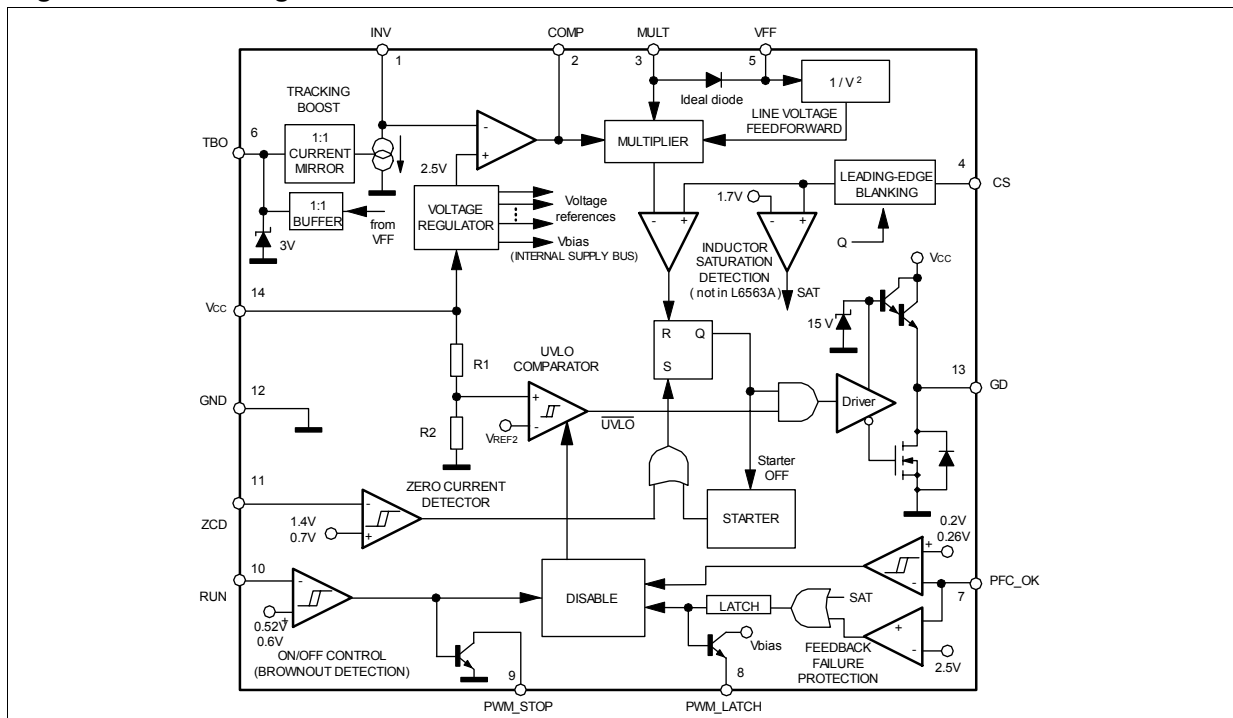 INV
COMP
MULT
VFF
1
2
3
5
1 / V²
Ideal diode
TRACKING
BOOST
LINE VOLTAGE
FEEDFORWARD
TBO
6
1:1
CURRENT
MIRROR
-
+
MULTIPLIER
2.5V
4
CS
LEADING-EDGE
BLANKING
1:1
BUFFER
from
VFF
3V
VOLTAGE
REGULATOR
Voltage
references
Vbias
(INTERNAL SUPPLY BUS)
1.7V
-
+
-
+
Q
INDUCTOR
SATURATION
DETECTION
( not in L6563A)
SAT
Vcc
14
Vcc
15 V
R
Q
S
R1
UVLO
COMPARATOR
12
GND
+
-
VREF2
R2
UVLO
Driver
13
GD
Starter
OFF
11
ZCD
ZERO CURRENT
DETECTOR
-
+
1.4V
0.7V
STARTER
0.2V
0.26V
+
-
PFC_OK
7
10
RUN
-
+
0.52V
0.6V
DISABLE
LATCH
SAT
+
-
2.5V
Vbias
ON/OFF CONTROL
(BROWNOUT DETECTION)
FEEDBACK
FAILURE
PROTECTION
9
8
PWM_STOP
PWM_LATCH